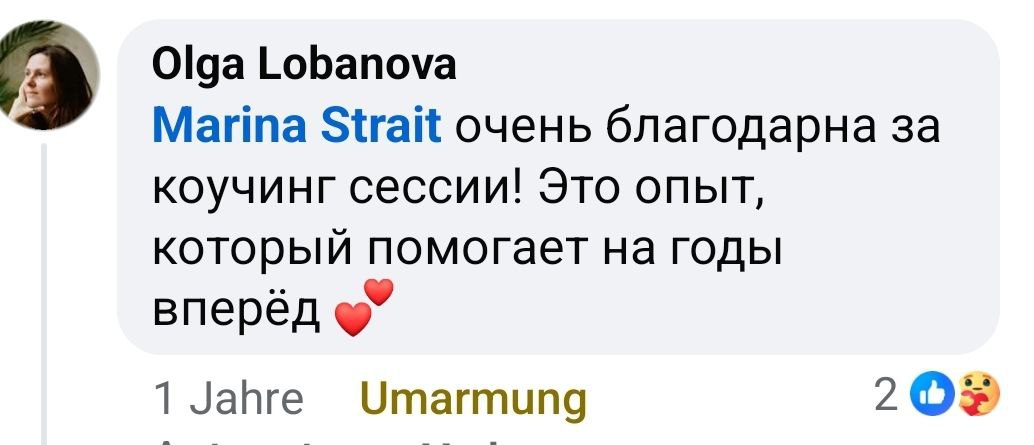 Olga Lobanova
Marina Strait очень благодарна за
коучинг сессии! Это опыт,
который помогает на годы
вперёд 💕
1 Jahre Umarmung 2